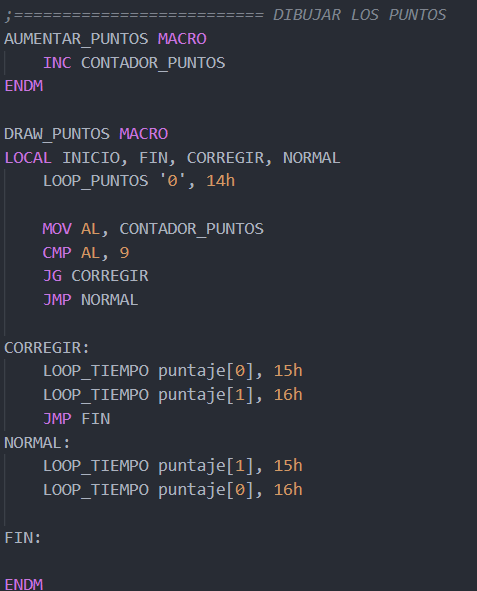 ;========================== DIBUJAR LOS PUNTOS
AUMENTAR_PUNTOS MACRO
    INC CONTADOR_PUNTOS
ENDM

DRAW_PUNTOS MACRO
LOCAL INICIO, FIN, CORREGIR, NORMAL
    LOOP_PUNTOS '0', 14h

    MOV AL, CONTADOR_PUNTOS
    CMP AL, 9
    JG CORREGIR
    JMP NORMAL

CORREGIR:
    LOOP_TIEMPO puntaje[0], 15h
    LOOP_TIEMPO puntaje[1], 16h
    JMP FIN
NORMAL:
    LOOP_TIEMPO puntaje[1], 15h
    LOOP_TIEMPO puntaje[0], 16h

FIN:

ENDM